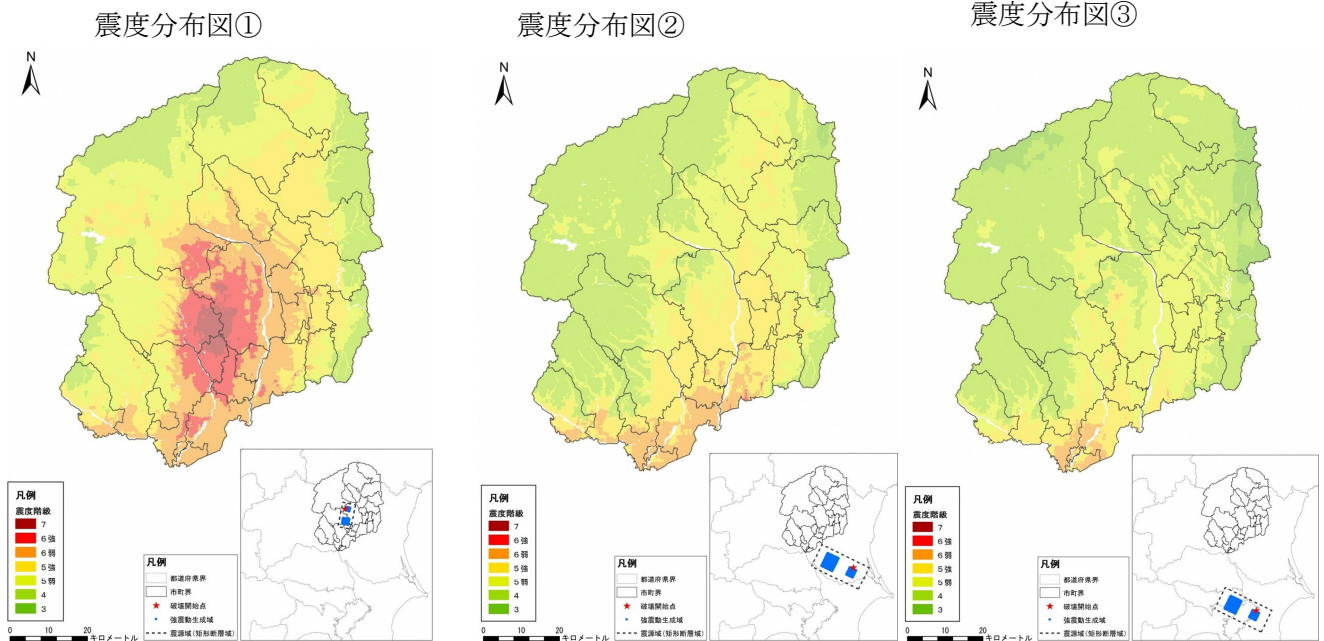 震度分布図①
N
凡例
震度階級
7
6強
6弱
5強
5弱
4
3
0 10 20
キロメートル
凡例
都道府県界
市町界
破壊開始点
強震動生成域
震源域(矩形断層域)
震度分布図②
N
凡例
震度階級
7
6強
6弱
5強
5弱
4
3
0 10 20
キロメートル
凡例
都道府県界
市町界
破壊開始点
強震動生成域
震源域(矩形断層域)
震度分布図③
N
凡例
震度階級
7
6強
6弱
5強
5弱
4
3
0 10 20
キロメートル
凡例
都道府県界
市町界
破壊開始点
強震動生成域
震源域(矩形断層域)